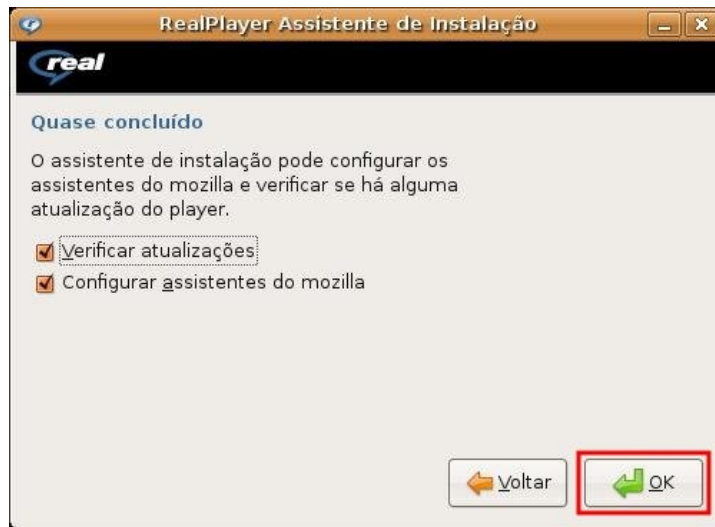 RealPlayer Assistente de Instalação
real
Quase concluído
O assistente de instalação pode configurar os
assistentes do mozilla e verificar se há alguma
atualização do player.
Verificar atualizações
Configurar assistentes do mozilla
Voltar
OK